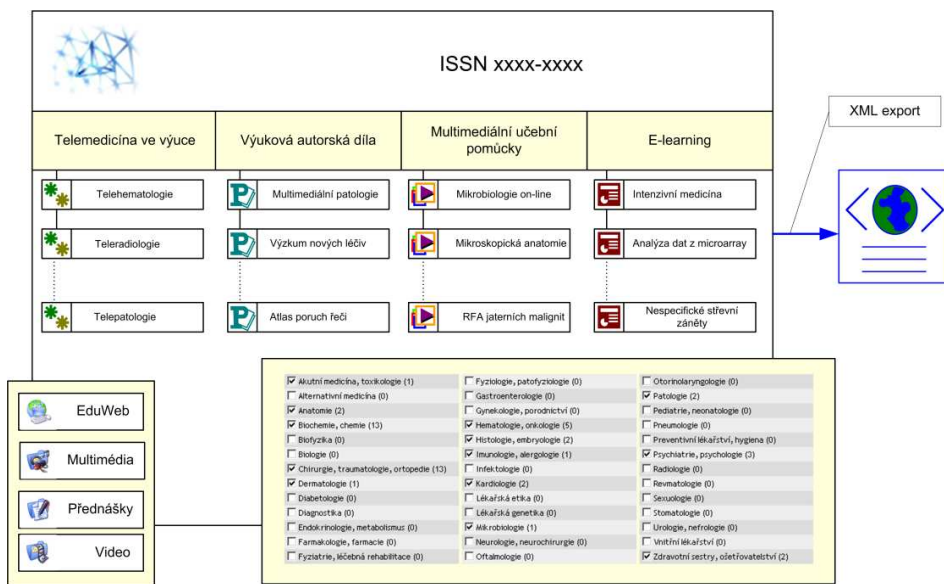 ISSN xxxx-xxxx
XML export
Telemedicína ve výuce
Výuková autorská díla
Multimediální učební
pomůcky
E-learning
Telehematologie
Multimediální patologie
Mikrobiologie on-line
Intenzivní medicína
Teleradiologie
Výzkum nových léčiv
Mikroskopická anatomie
Analýza dat z microarray
Telepatologie
Atlas poruch řeči
RFA jaterních malignit
Nespecifické střevní
záněty
EduWeb
Multimédia
Přednášky
Video
Akutní medicína, toxikologie (1)
Alternativní medicína (0)
Anatomie (2)
Biochemie, chemie (13)
Biofyzika (0)
Biologie (0)
Chirurgie, traumatologie, ortopedie (13)
Dermatologie (1)
Diabetologie (0)
Diagnostika (0)
Endokrinologie, metabolismus (0)
Farmakologie, farmacie (0)
Fyziatrie, léčebná rehabilitace (0)
Fyziologie, patofyziologie (0)
Gastroenterologie (0)
Gynekologie, porodnictví (0)
Hematologie, onkologie (5)
Histologie, embryologie (2)
Imunologie, alergologie (1)
Infektologie (0)
Kardiologie (2)
Lékařská etika (0)
Lékařská genetika (0)
Mikrobiologie (1)
Neurologie, neurochirurgie (0)
Oftalmologie (0)
Otorinolaryngologie (0)
Patologie (2)
Pediatrie, neonatologie (0)
Pneumologie (0)
Preventivní lékařství, hygiena (0)
Psychiatrie, psychologie (3)
Radiologie (0)
Revmatologie (0)
Sexuologie (0)
Stomatologie (0)
Urologie, nefrologie (0)
Vnitřní lékařství (0)
Zdravotní sestry, ošetřovatelství (2)